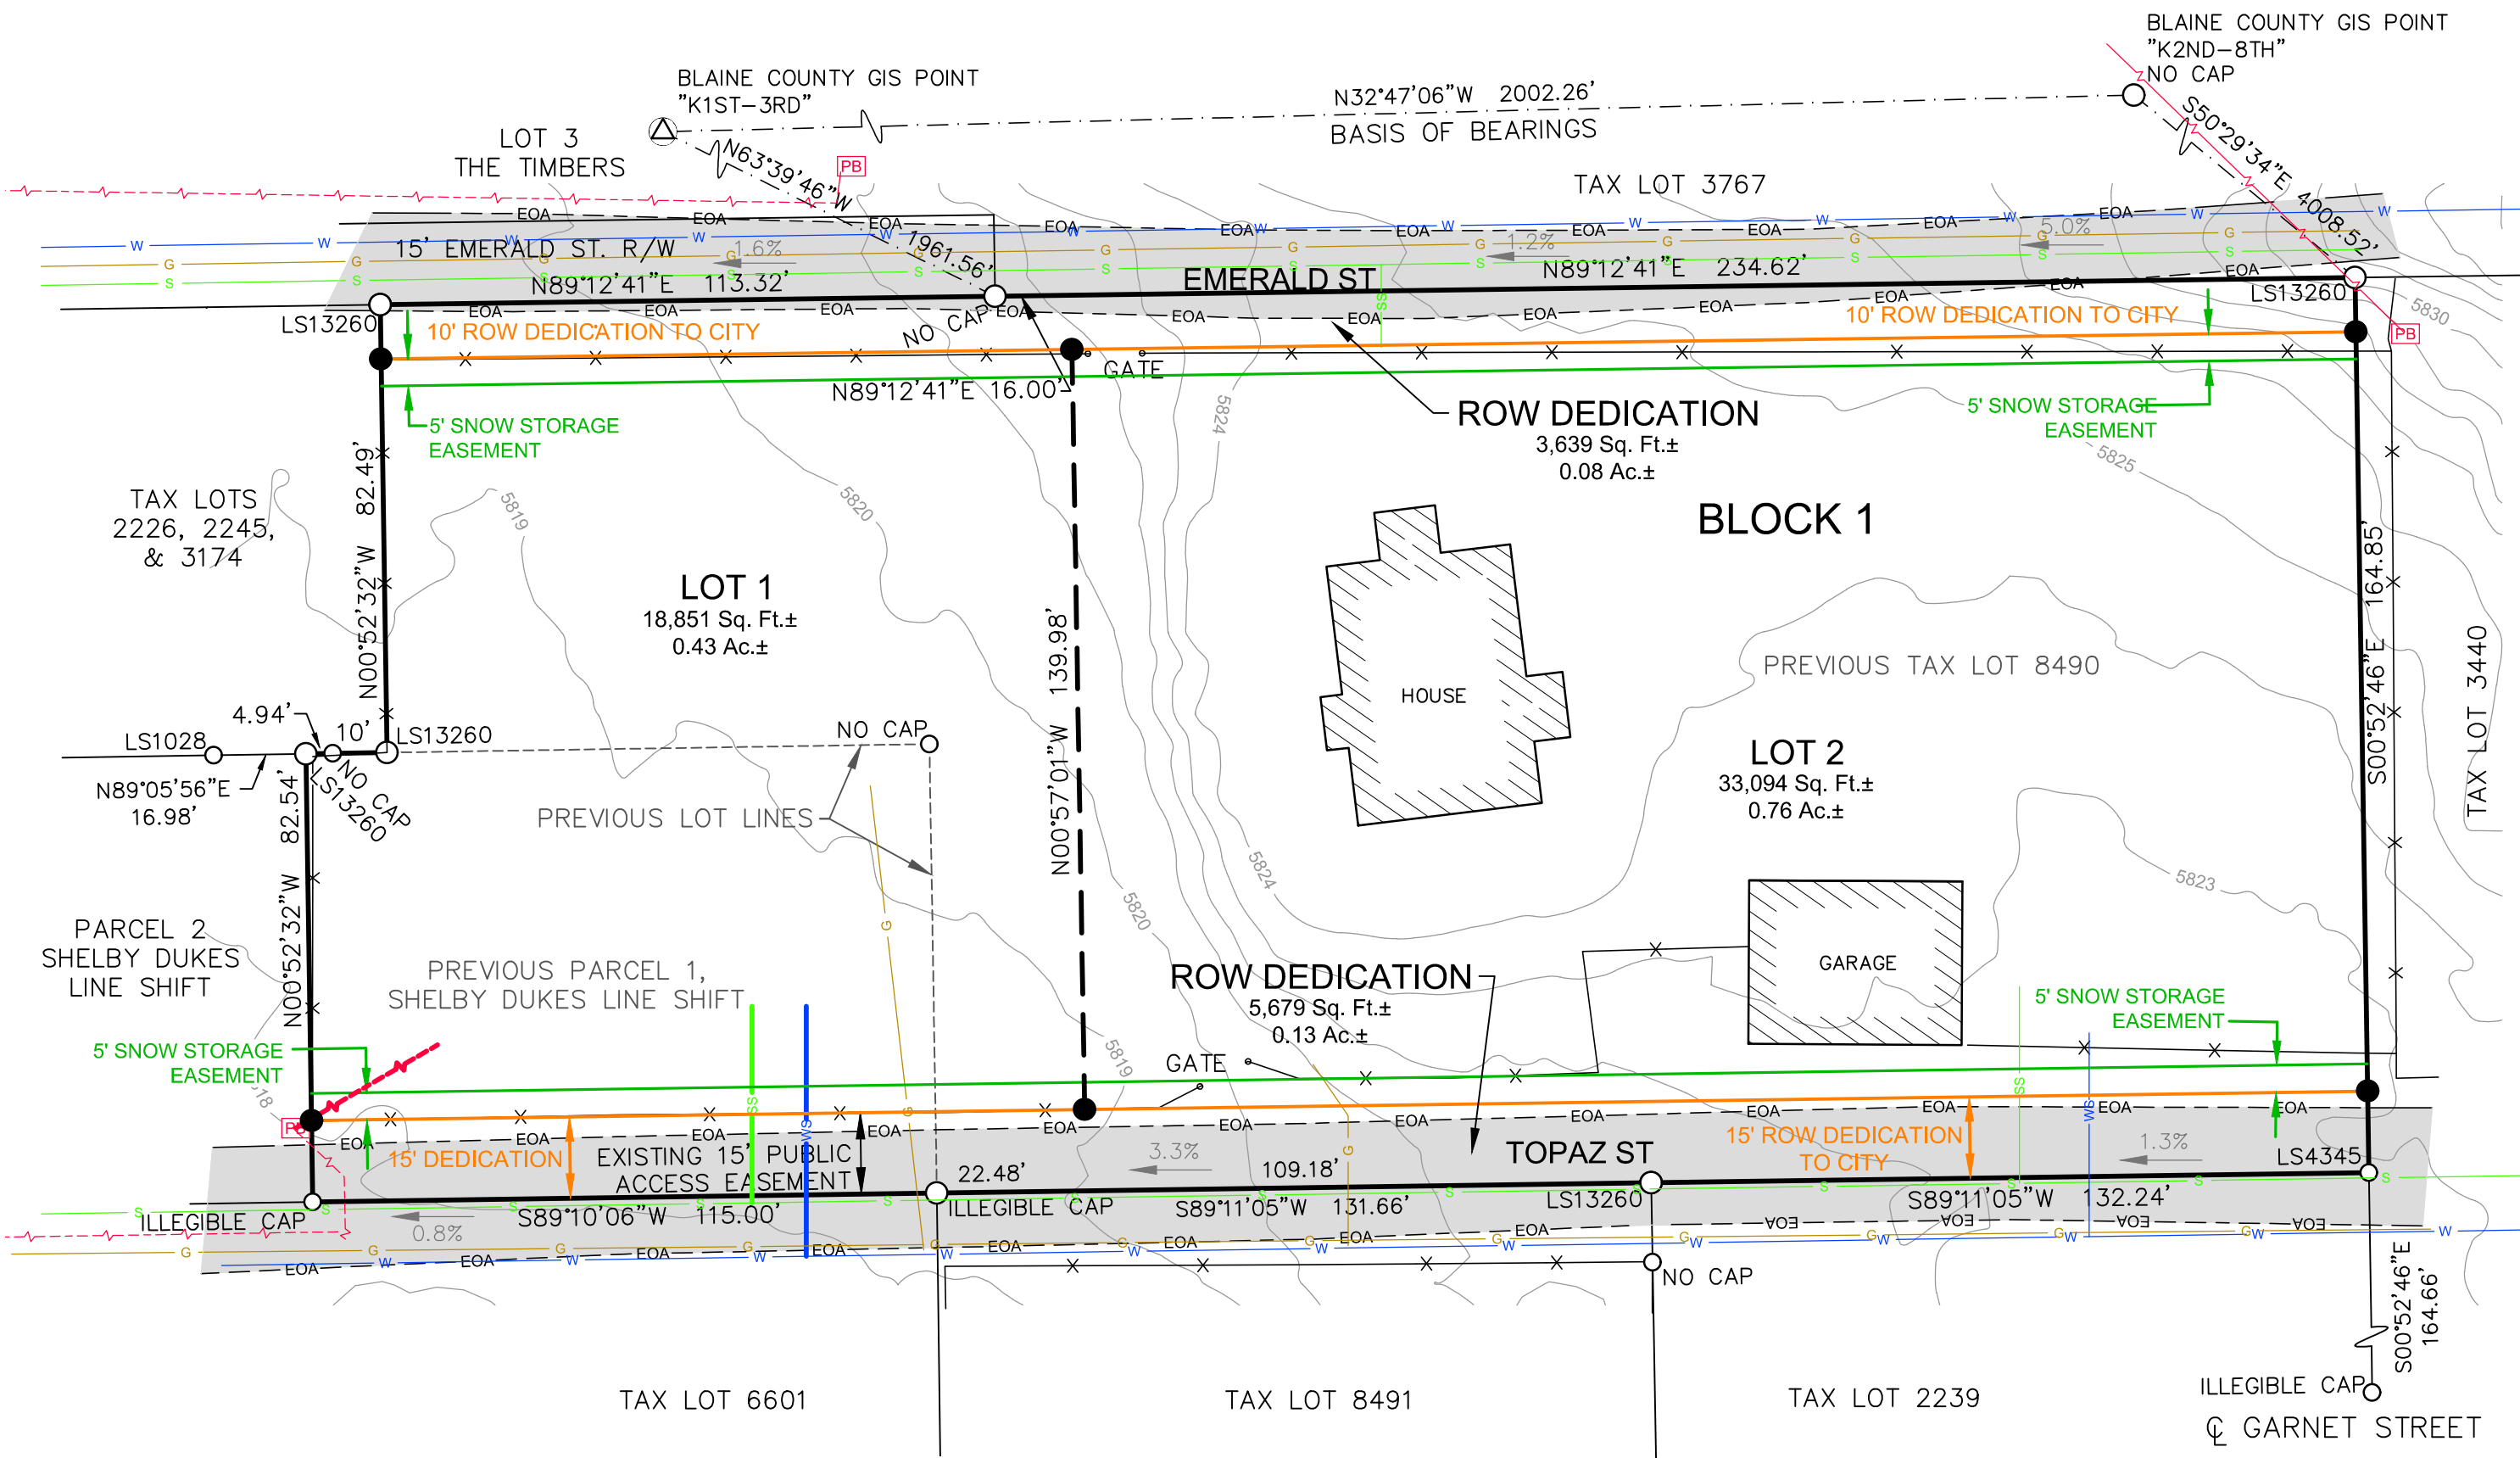 BLAINE COUNTY GIS POINT
"K2ND-8TH"
NO CAP
BLAINE COUNTY GIS POINT
"K1ST-3RD"
N32°47'06"W 2002.26'
BASIS OF BEARINGS
S50°29'34"E 4008.52'
N63°39'46"W 1961.56'
LOT 3
THE TIMBERS
PB
TAX LOT 3767
15' EMERALD ST. R/W
1.6%
1.2%
5.0%
N89°12'41"E 113.32'
EMERALD ST
N89°12'41"E 234.62'
LS13260
NO CAP
LS13260
10' ROW DEDICATION TO CITY
10' ROW DEDICATION TO CITY
5830
PB
GATE
N89°12'41"E 16.00'
5' SNOW STORAGE
EASEMENT
ROW DEDICATION
3,639 Sq. Ft.±
0.08 Ac.±
5' SNOW STORAGE
EASEMENT
5824
5825
TAX LOTS
2226, 2245,
& 3174
N00°52'32"W 82.49'
5819
5820
BLOCK 1
S00°52'46"E 164.85'
LOT 1
18,851 Sq. Ft.±
0.43 Ac.±
N00°57'01"W 139.98'
HOUSE
PREVIOUS TAX LOT 8490
TAX LOT 3440
LOT 2
33,094 Sq. Ft.±
0.76 Ac.±
4.94'
10'
LS1028
LS13260
NO CAP
N89°05'56"E
16.98'
NO CAP
LS13260
PREVIOUS LOT LINES
N00°52'32"W 82.54'
5824
5820
5823
PARCEL 2
SHELBY DUKES
LINE SHIFT
PREVIOUS PARCEL 1,
SHELBY DUKES LINE SHIFT
ROW DEDICATION
5,679 Sq. Ft.±
0.13 Ac.±
GARAGE
5' SNOW STORAGE
EASEMENT
5' SNOW STORAGE
EASEMENT
GATE
5819
SS
WS
SS
WS
SS
15' DEDICATION
EXISTING 15' PUBLIC
ACCESS EASEMENT
3.3%
TOPAZ ST
15' ROW DEDICATION
TO CITY
1.3%
LS4345
22.48'
109.18'
ILLEGIBLE CAP
S89°10'06"W 115.00'
ILLEGIBLE CAP
S89°11'05"W 131.66'
LS13260
S89°11'05"W 132.24'
0.8%
NO CAP
S00°52'46"E
164.66'
TAX LOT 6601
TAX LOT 8491
TAX LOT 2239
ILLEGIBLE CAP
℄ GARNET STREET